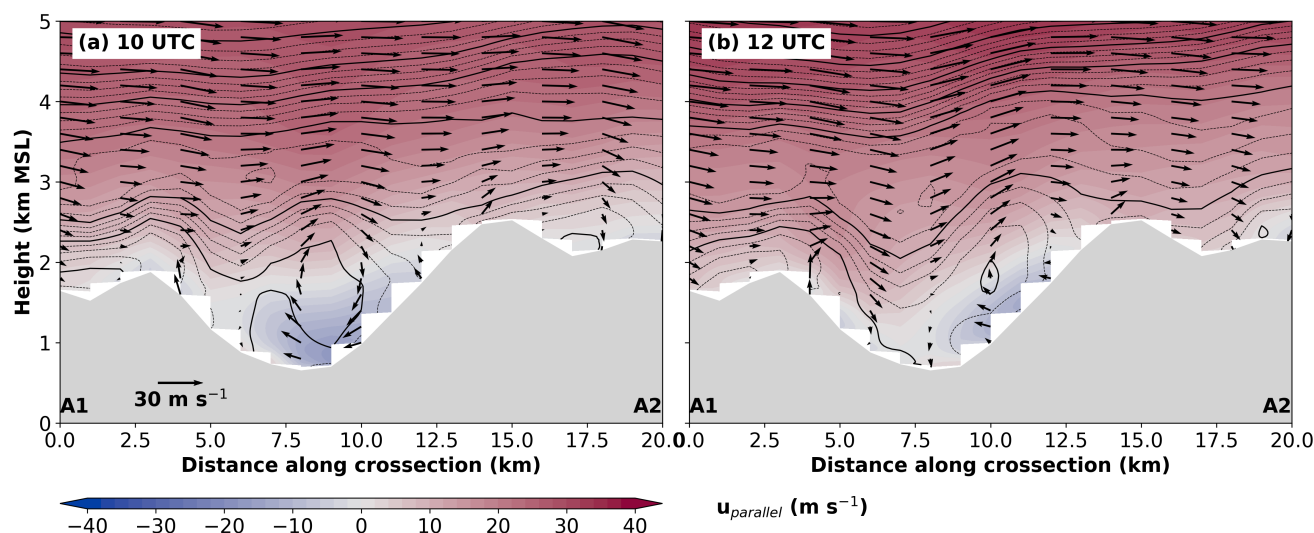 (a) 10 UTC
(b) 12 UTC
Height (km MSL)
5
4
3
2
1
0
30 m s⁻¹
A1
A2
A1
A2
0.0 2.5 5.0 7.5 10.0 12.5 15.0 17.5 20.0
0.0 2.5 5.0 7.5 10.0 12.5 15.0 17.5 20.0
Distance along crossection (km)
Distance along crossection (km)
−40 −30 −20 −10 0 10 20 30 40
u_parallel (m s⁻¹)